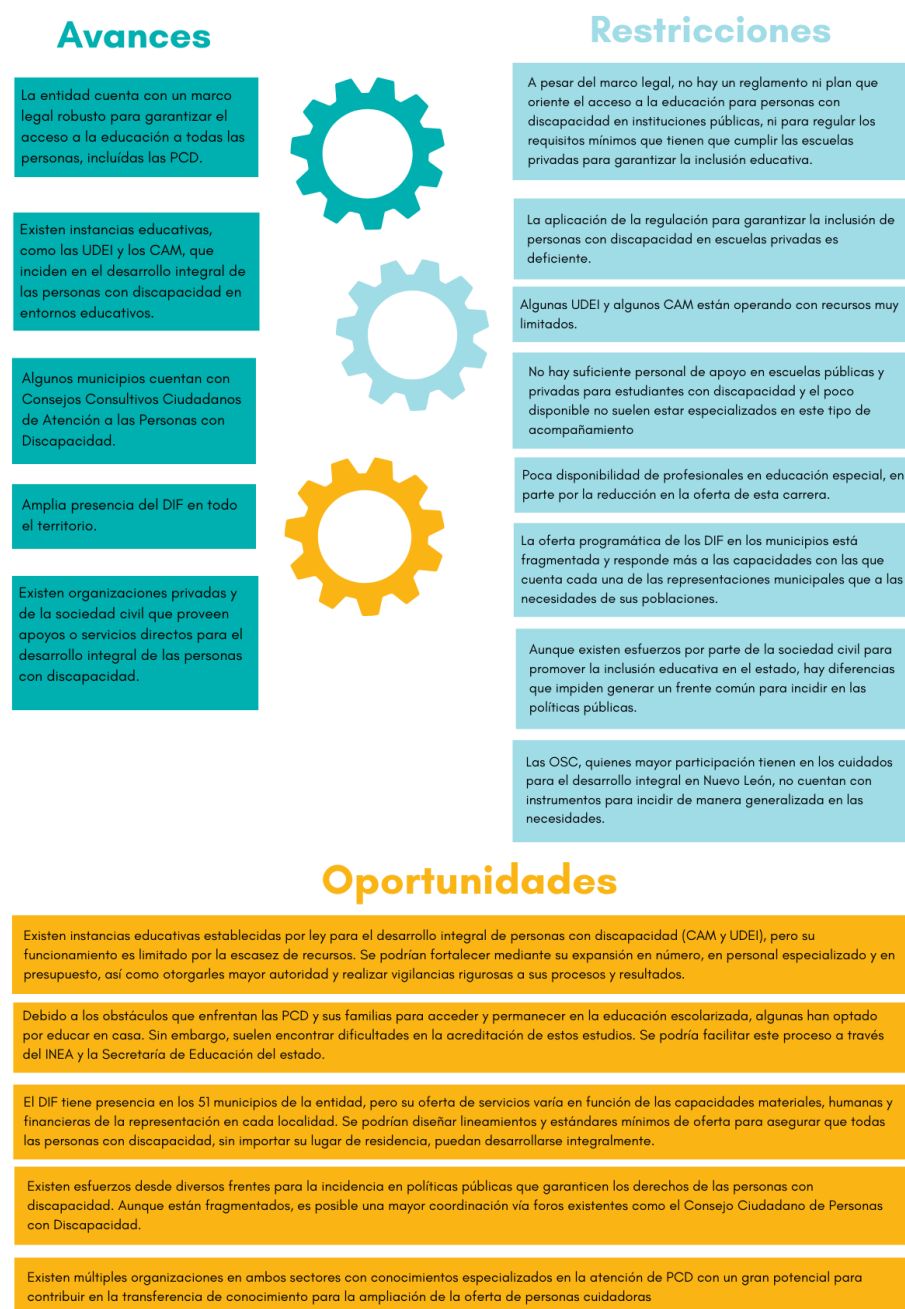 Avances
La entidad cuenta con un marco
legal robusto para garantizar el
acceso a la educación a todas las
personas, incluídas las PCD.
Existen instancias educativas,
como las UDEI y los CAM, que
inciden en el desarrollo integral de
las personas con discapacidad en
entornos educativos.
Algunos municipios cuentan con
Consejos Consultivos Ciudadanos
de Atención a las Personas con
Discapacidad.
Amplia presencia del DIF en todo
el territorio.
Existen organizaciones privadas y
de la sociedad civil que proveen
apoyos o servicios directos para el
desarrollo integral de las personas
con discapacidad.
Restricciones
A pesar del marco legal, no hay un reglamento ni plan que
oriente el acceso a la educación para personas con
discapacidad en instituciones públicas, ni para regular los
requisitos mínimos que tienen que cumplir las escuelas
privadas para garantizar la inclusión educativa.
La aplicación de la regulación para garantizar la inclusión de
personas con discapacidad en escuelas privadas es
deficiente.
Algunas UDEI y algunos CAM están operando con recursos muy
limitados.
No hay suficiente personal de apoyo en escuelas públicas y
privadas para estudiantes con discapacidad y el poco
disponible no suelen estar especializados en este tipo de
acompañamiento
Poca disponibilidad de profesionales en educación especial, en
parte por la reducción en la oferta de esta carrera.
La oferta programática de los DIF en los municipios está
fragmentada y responde más a las capacidades con las que
cuenta cada una de las representaciones municipales que a las
necesidades de sus poblaciones.
Aunque existen esfuerzos por parte de la sociedad civil para
promover la inclusión educativa en el estado, hay diferencias
que impiden generar un frente común para incidir en las
políticas públicas.
Las OSC, quienes mayor participación tienen en los cuidados
para el desarrollo integral en Nuevo León, no cuentan con
instrumentos para incidir de manera generalizada en las
necesidades.
Oportunidades
Existen instancias educativas establecidas por ley para el desarrollo integral de personas con discapacidad (CAM y UDEI), pero su
funcionamiento es limitado por la escasez de recursos. Se podrían fortalecer mediante su expansión en número, en personal especializado y en
presupuesto, así como otorgarles mayor autoridad y realizar vigilancias rigurosas a sus procesos y resultados.
Debido a los obstáculos que enfrentan las PCD y sus familias para acceder y permanecer en la educación escolarizada, algunas han optado
por educar en casa. Sin embargo, suelen encontrar dificultades en la acreditación de estos estudios. Se podría facilitar este proceso a través
del INEA y la Secretaría de Educación del estado.
El DIF tiene presencia en los 51 municipios de la entidad, pero su oferta de servicios varía en función de las capacidades materiales, humanas y
financieras de la representación en cada localidad. Se podrían diseñar lineamientos y estándares mínimos de oferta para asegurar que todas
las personas con discapacidad, sin importar su lugar de residencia, puedan desarrollarse integralmente.
Existen esfuerzos desde diversos frentes para la incidencia en políticas públicas que garanticen los derechos de las personas con
discapacidad. Aunque están fragmentados, es posible una mayor coordinación vía foros existentes como el Consejo Ciudadano de Personas
con Discapacidad.
Existen múltiples organizaciones en ambos sectores con conocimientos especializados en la atención de PCD con un gran potencial para
contribuir en la transferencia de conocimiento para la ampliación de la oferta de personas cuidadoras